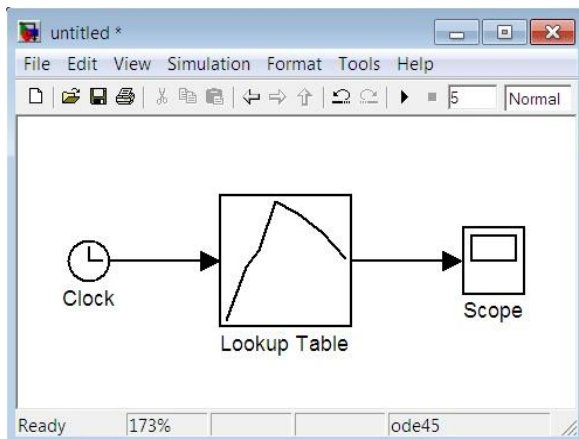 untitled *
File Edit View Simulation Format Tools Help
5 Normal
Clock
Lookup Table
Scope
Ready 173% ode45